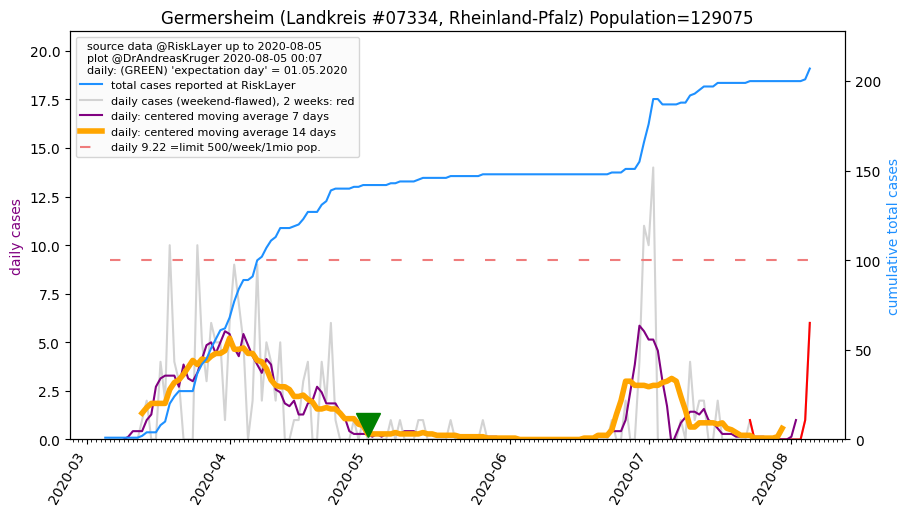 Germersheim (Landkreis #07334, Rheinland-Pfalz) Population=129075
source data @RiskLayer up to 2020-08-05
plot @DrAndreasKruger 2020-08-05 00:07
daily: (GREEN) 'expectation day' = 01.05.2020
total cases reported at RiskLayer
daily cases (weekend-flawed), 2 weeks: red
daily: centered moving average 7 days
daily: centered moving average 14 days
daily 9.22 =limit 500/week/1mio pop.
daily cases
20.0
17.5
15.0
12.5
10.0
7.5
5.0
2.5
0.0
cumulative total cases
200
150
100
50
0
2020-03
2020-04
2020-05
2020-06
2020-07
2020-08